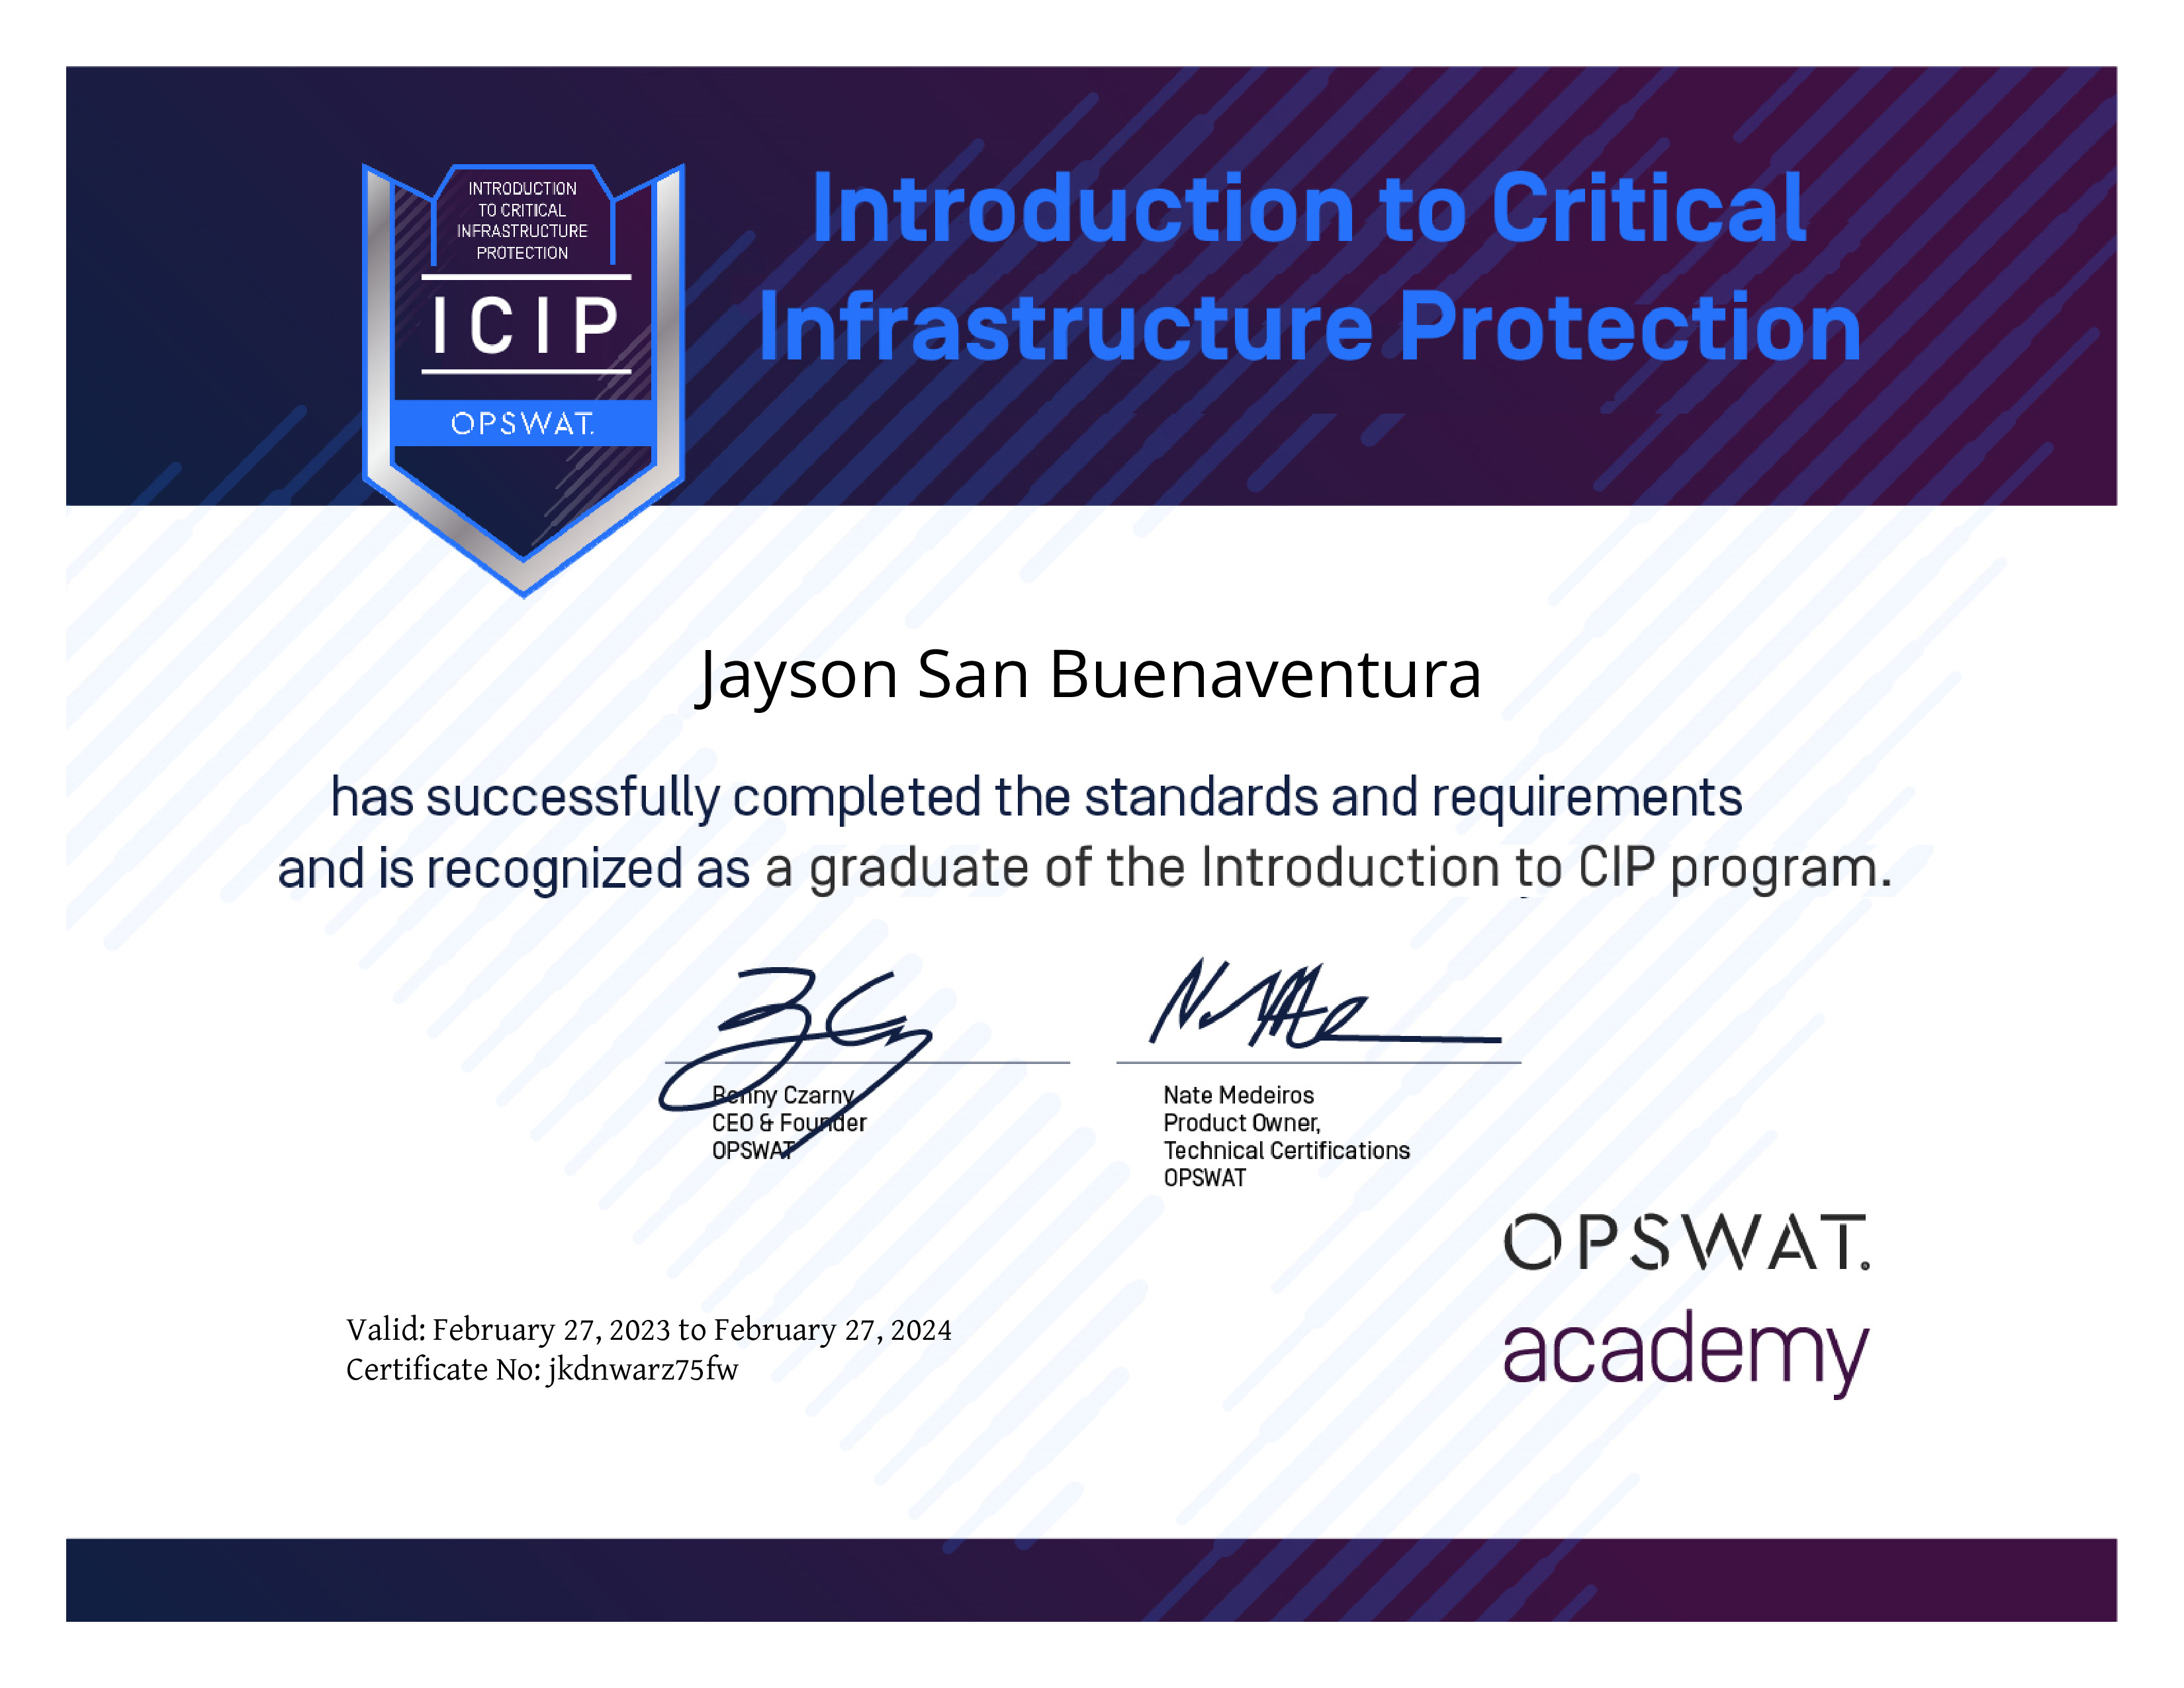 INTRODUCTION
TO CRITICAL
INFRASTRUCTURE
PROTECTION
ICIP
OPSWAT.
Introduction to Critical
Infrastructure Protection
Jayson San Buenaventura
has successfully completed the standards and requirements
and is recognized as a graduate of the Introduction to CIP program.
Benny Czarny
CEO & Founder
OPSWAT
Nate Medeiros
Product Owner,
Technical Certifications
OPSWAT
OPSWAT.
academy
Valid: February 27, 2023 to February 27, 2024
Certificate No: jkdnwarz75fw